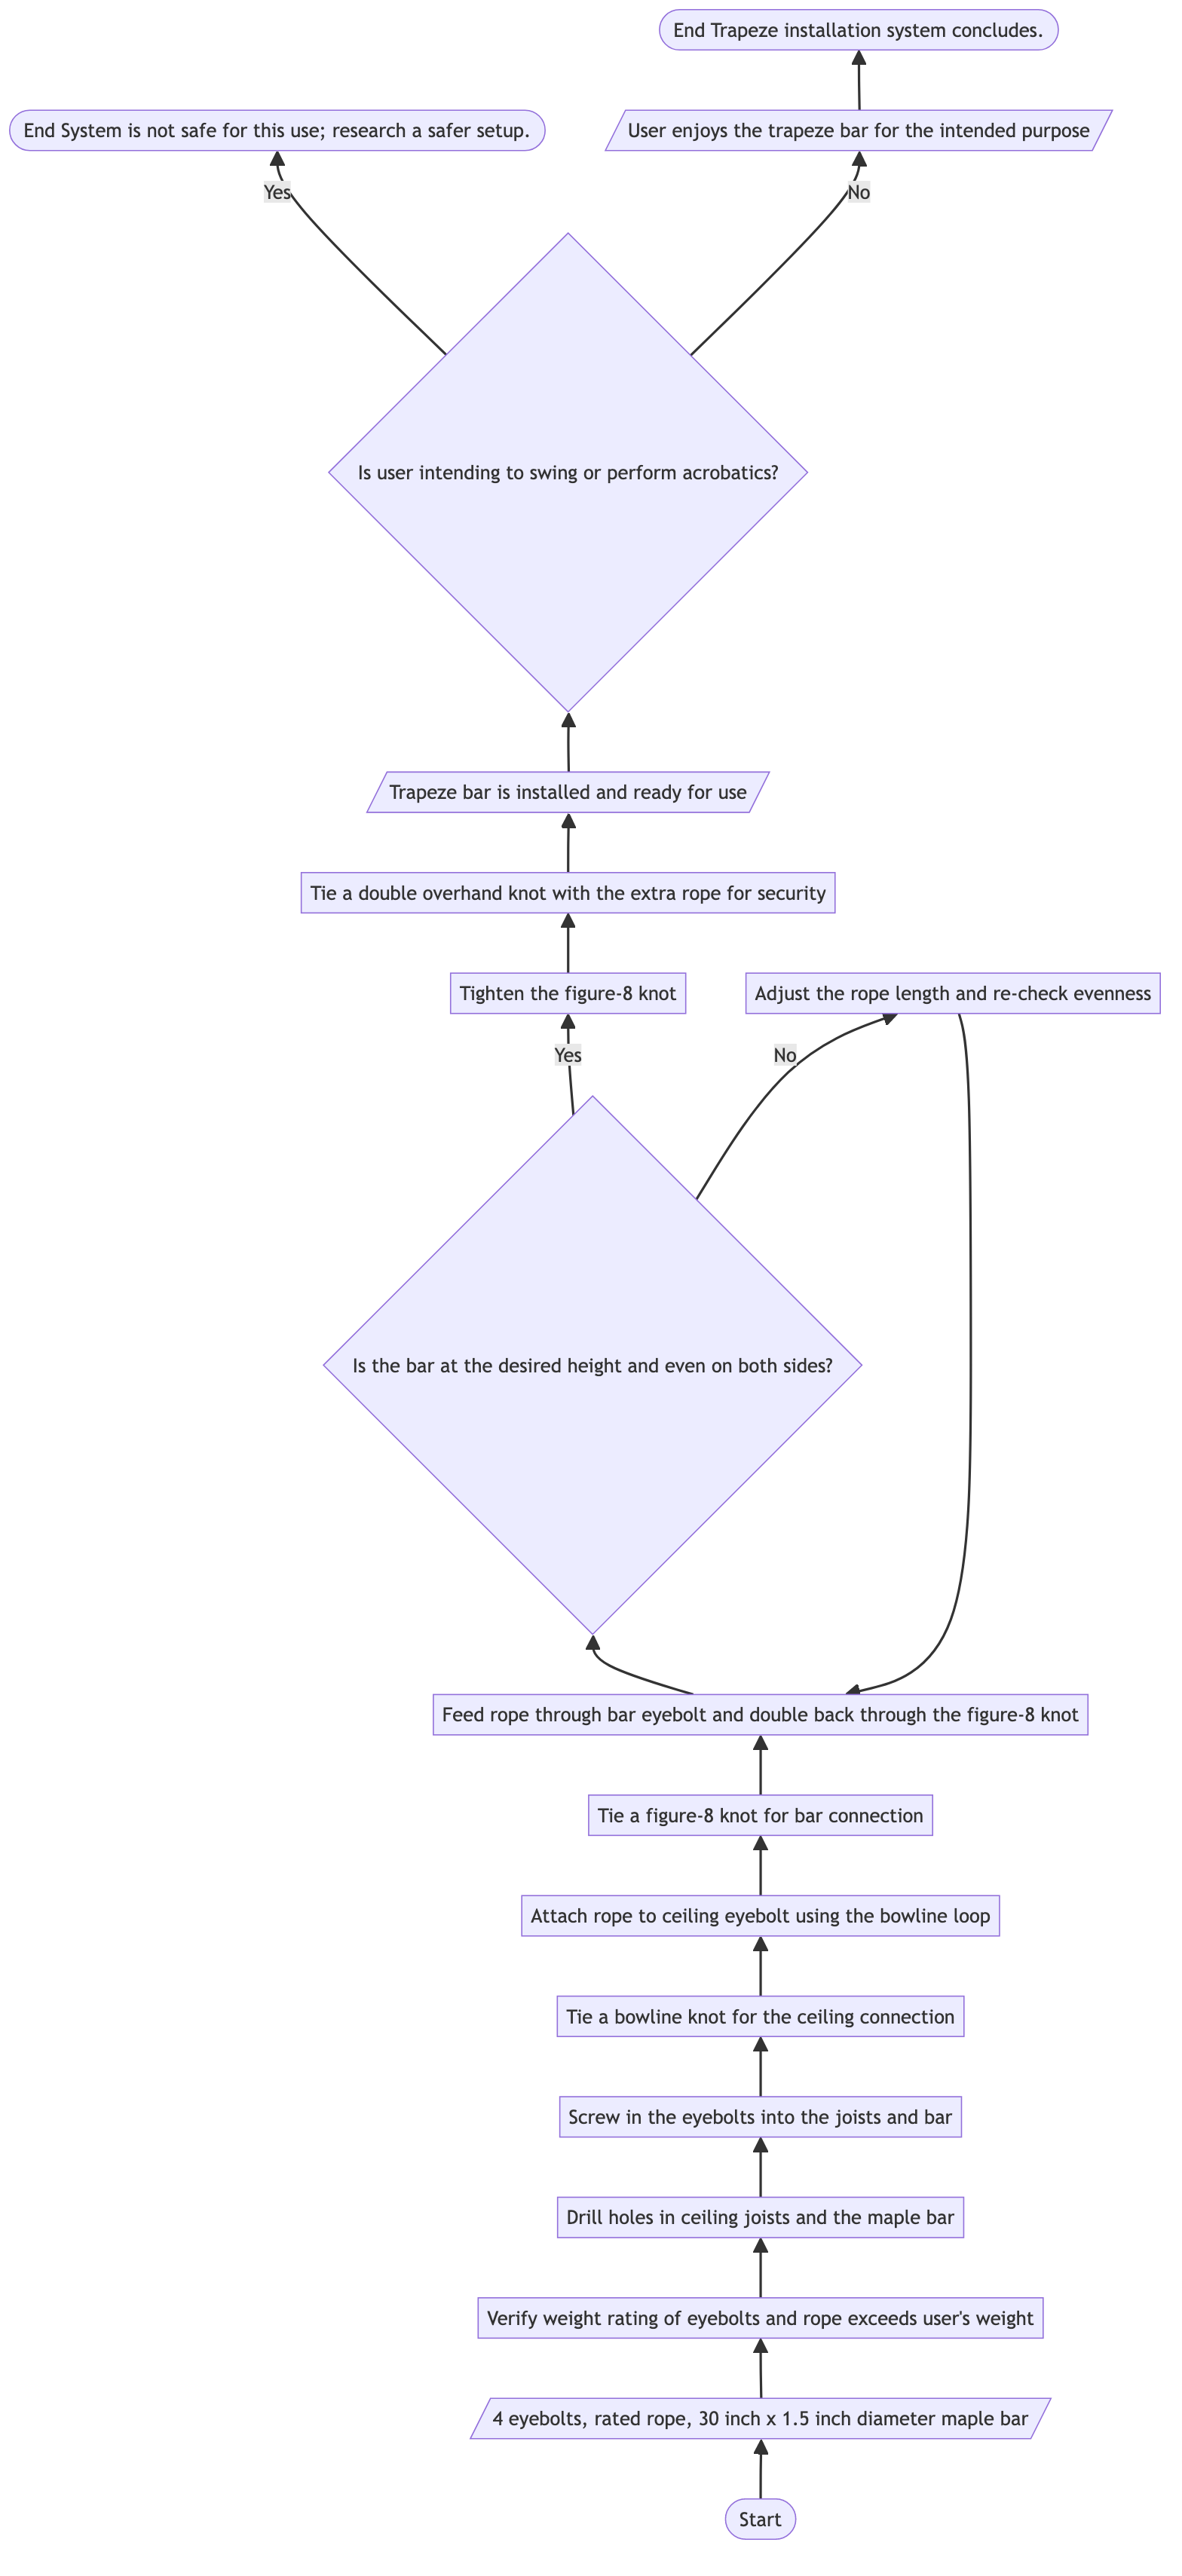 End Trapeze installation system concludes.
End System is not safe for this use; research a safer setup.
User enjoys the trapeze bar for the intended purpose
Yes
No
Is user intending to swing or perform acrobatics?
Trapeze bar is installed and ready for use
Tie a double overhand knot with the extra rope for security
Tighten the figure-8 knot
Adjust the rope length and re-check evenness
Yes
No
Is the bar at the desired height and even on both sides?
Feed rope through bar eyebolt and double back through the figure-8 knot
Tie a figure-8 knot for bar connection
Attach rope to ceiling eyebolt using the bowline loop
Tie a bowline knot for the ceiling connection
Screw in the eyebolts into the joists and bar
Drill holes in ceiling joists and the maple bar
Verify weight rating of eyebolts and rope exceeds user's weight
4 eyebolts, rated rope, 30 inch x 1.5 inch diameter maple bar
Start